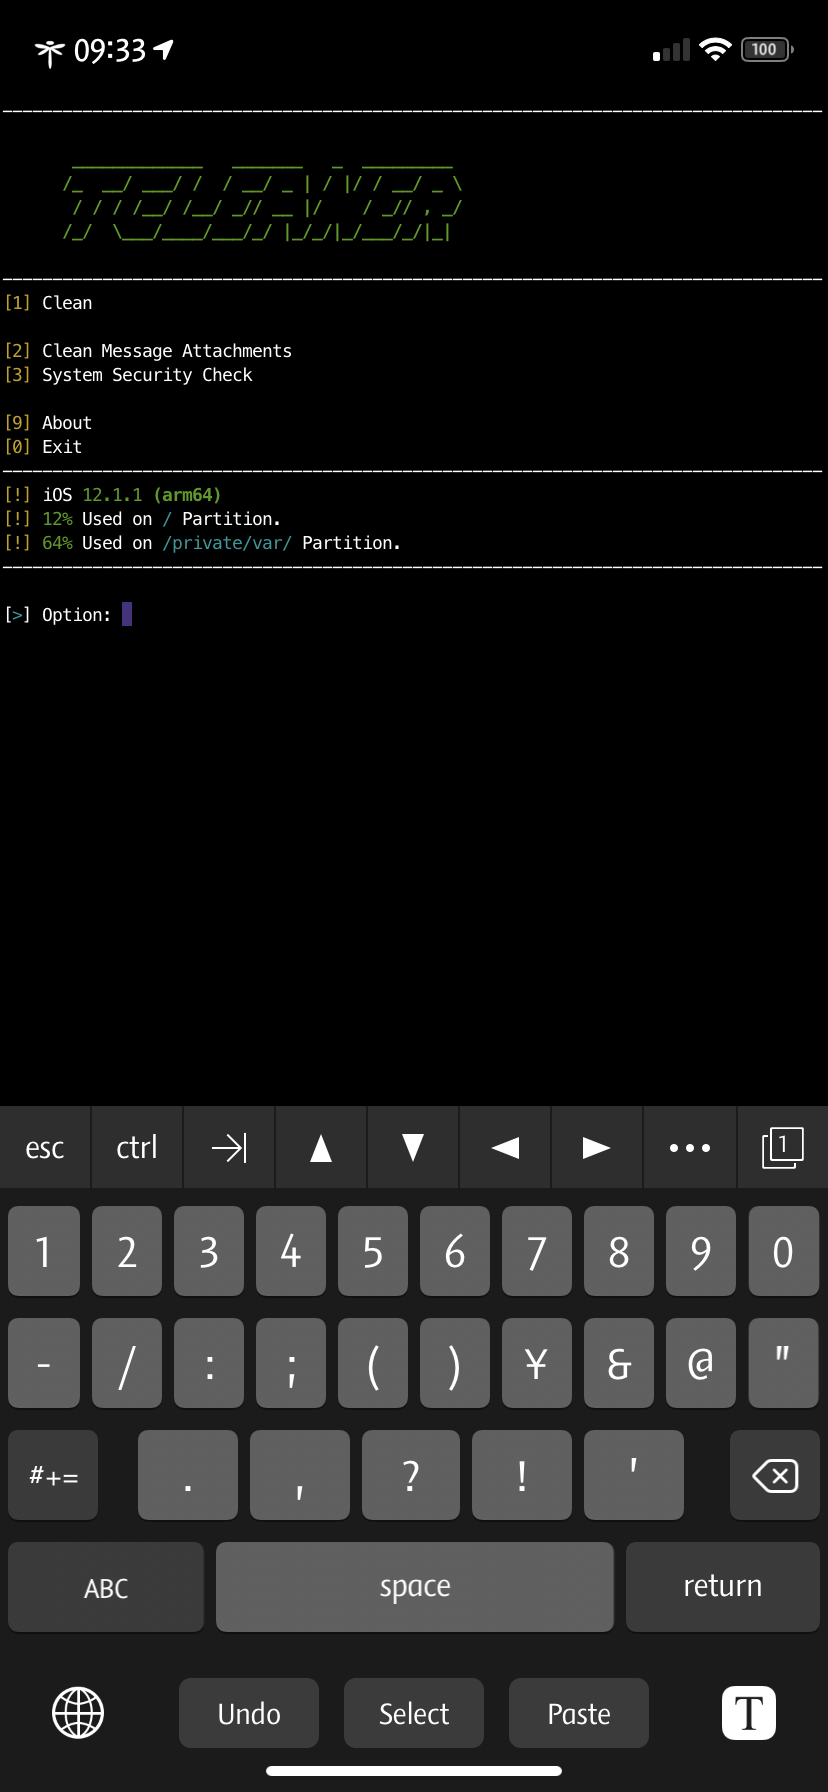 09:33
100
TCLEANER
[1] Clean
[2] Clean Message Attachments
[3] System Security Check
[9] About
[0] Exit
[!] iOS 12.1.1 (arm64)
[!] 12% Used on / Partition.
[!] 64% Used on /private/var/ Partition.
[>] Option:
esc ctrl 1
1 2 3 4 5 6 7 8 9 0
- / : ; ( ) ¥ & @ "
#+= . , ? ! '
ABC space return
Undo Select Paste T